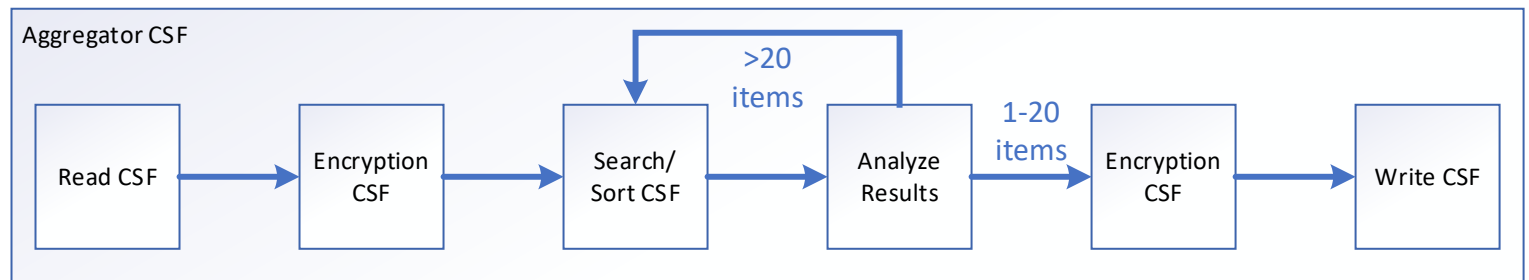 Aggregator CSF
>20
items
1-20
items
Read CSF
Encryption
CSF
Search/
Sort CSF
Analyze
Results
Encryption
CSF
Write CSF